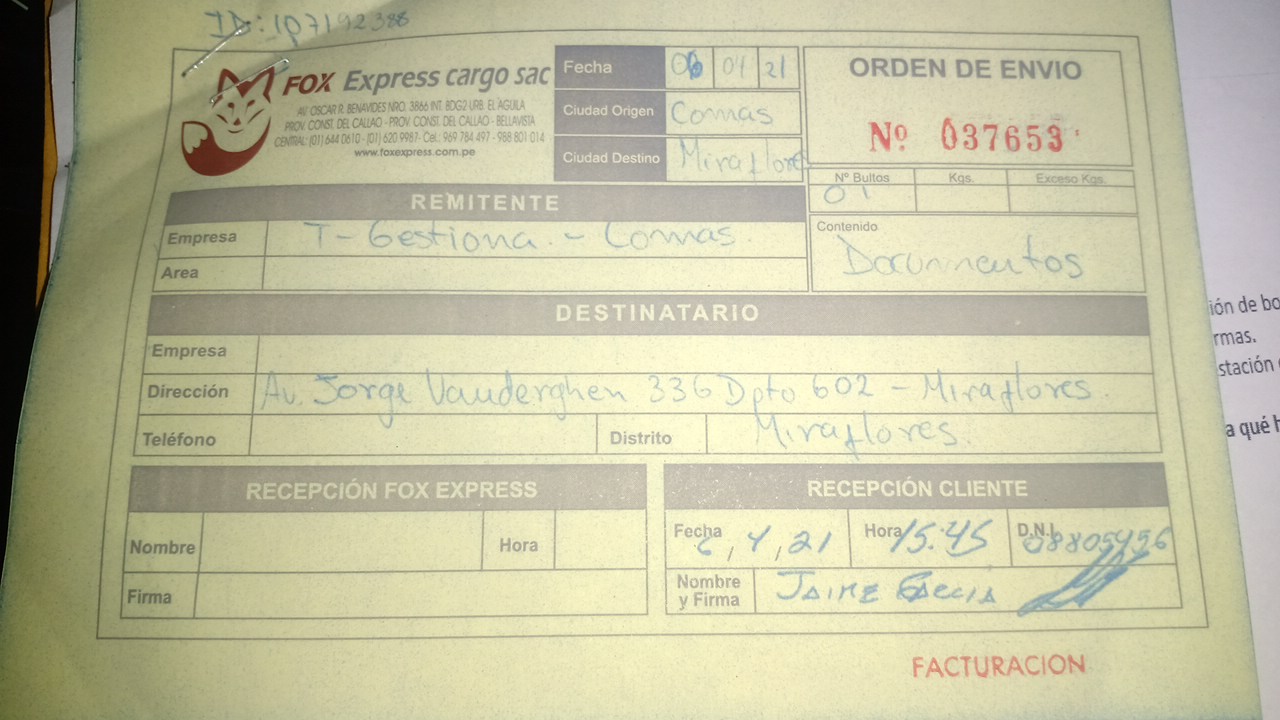 ID: 1p7192388
FOX Express cargo sac
AV. OSCAR R. BENAVIDES NRO. 3866 INT. BDG2 URB. EL AGUILA
PROV. CONST. DEL CALLAO - PROV. CONST. DEL CALLAO - BELLAVISTA
CENTRAL: (01) 644 0610 - (01) 620 9987- Cel.: 969 784 497 - 988 801 014
www.foxexpress.com.pe
Fecha 06 04 21
Ciudad Origen Comas
Ciudad Destino Miraflores
ORDEN DE ENVIO
Nº 037653
Nº Bultos Kgs. Exceso Kgs.
01
Contenido
Documentos
REMITENTE
Empresa T-Gestiona.- Comas.
Area
DESTINATARIO
Empresa
Dirección Av. Jorge Vanderghen 336 Dpto 602 - Miraflores.
Teléfono Distrito Miraflores.
RECEPCIÓN FOX EXPRESS
Nombre Hora
Firma
RECEPCIÓN CLIENTE
Fecha 6, 4, 21 Hora 15:45 D.N.I. 08805456
Nombre y Firma JAIME GARCIA
FACTURACION
ión de bo
rmas.
stación
a qué h